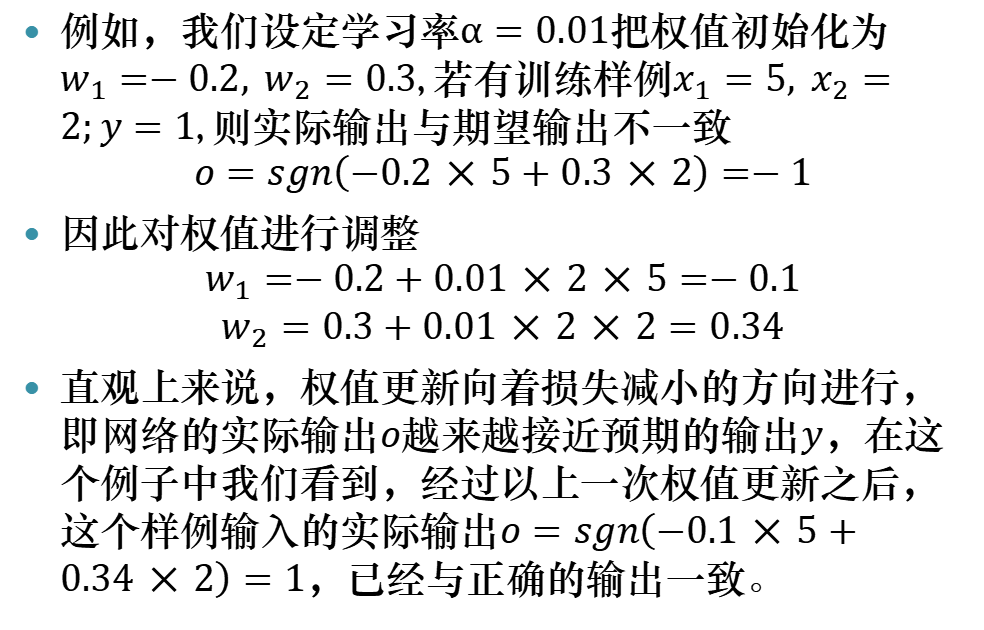 • 例如，我们设定学习率α = 0.01把权值初始化为
w₁ =− 0.2, w₂ = 0.3, 若有训练样例x₁ = 5, x₂ =
2; y = 1, 则实际输出与期望输出不一致
o = sgn(−0.2 × 5 + 0.3 × 2) =− 1
• 因此对权值进行调整
w₁ =− 0.2 + 0.01 × 2 × 5 =− 0.1
w₂ = 0.3 + 0.01 × 2 × 2 = 0.34
• 直观上来说，权值更新向着损失减小的方向进行，
即网络的实际输出o越来越接近预期的输出y，在这
个例子中我们看到，经过以上一次权值更新之后，
这个样例输入的实际输出o = sgn(−0.1 × 5 +
0.34 × 2) = 1，已经与正确的输出一致。